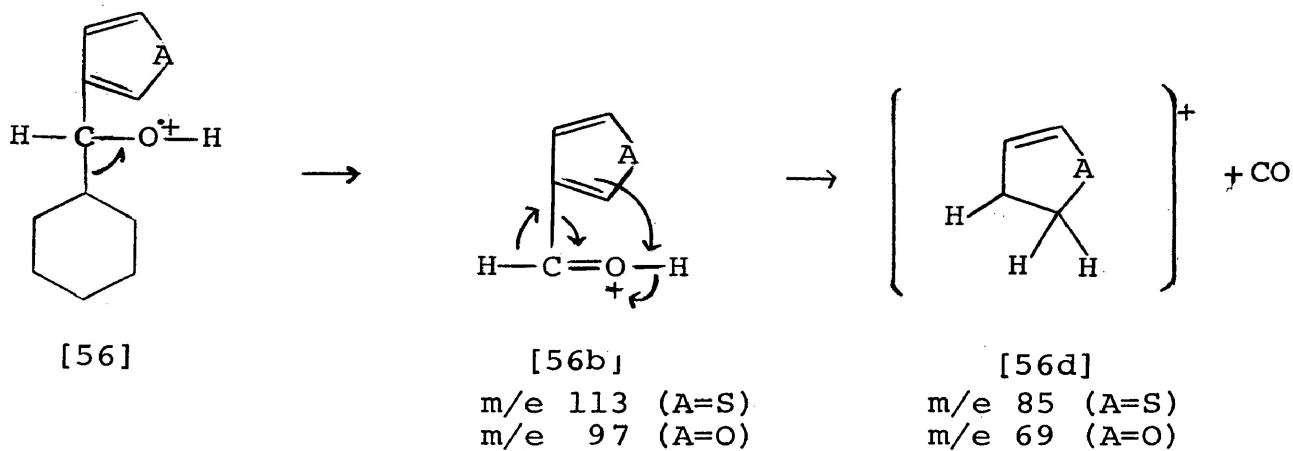 A
H C O •+ H
A
H C O H
+
A
H
H H
+
+ CO
[56]
[56b]
m/e 113 (A=S)
m/e 97 (A=O)
[56d]
m/e 85 (A=S)
m/e 69 (A=O)